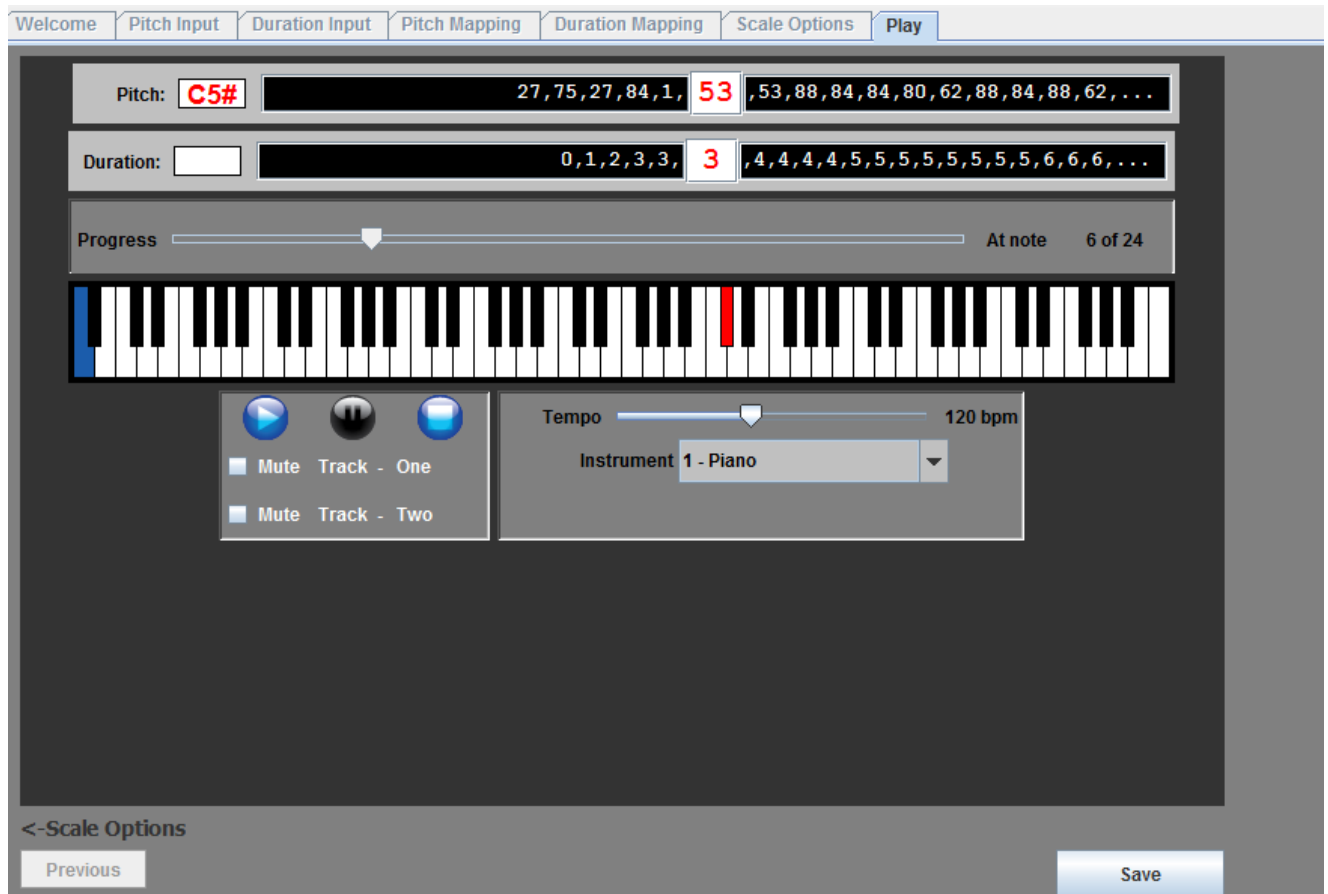 Welcome Pitch Input Duration Input Pitch Mapping Duration Mapping Scale Options Play
Pitch: C5# 27,75,27,84,1, 53 ,53,88,84,84,80,62,88,84,88,62,...
Duration: 0,1,2,3,3, 3 ,4,4,4,4,5,5,5,5,5,5,5,5,6,6,6,...
Progress At note 6 of 24
Tempo 120 bpm
Instrument 1 - Piano
Mute Track - One
Mute Track - Two
<-Scale Options
Previous Save